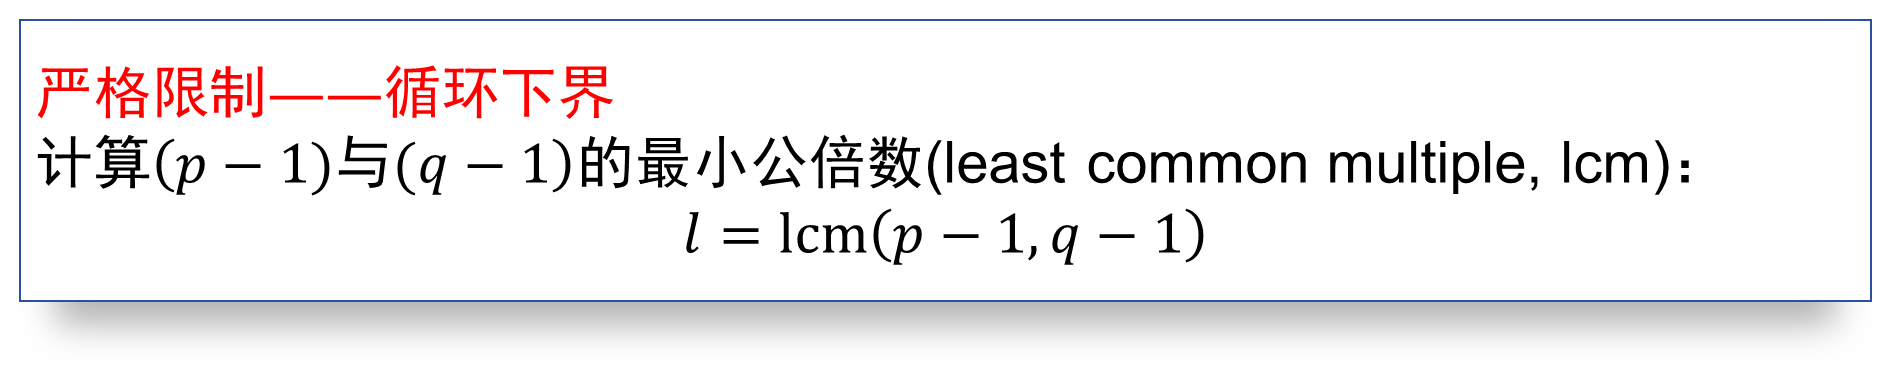 严格限制——循环下界
计算(p − 1)与(q − 1)的最小公倍数(least common multiple, lcm)：
l = lcm(p − 1, q − 1)